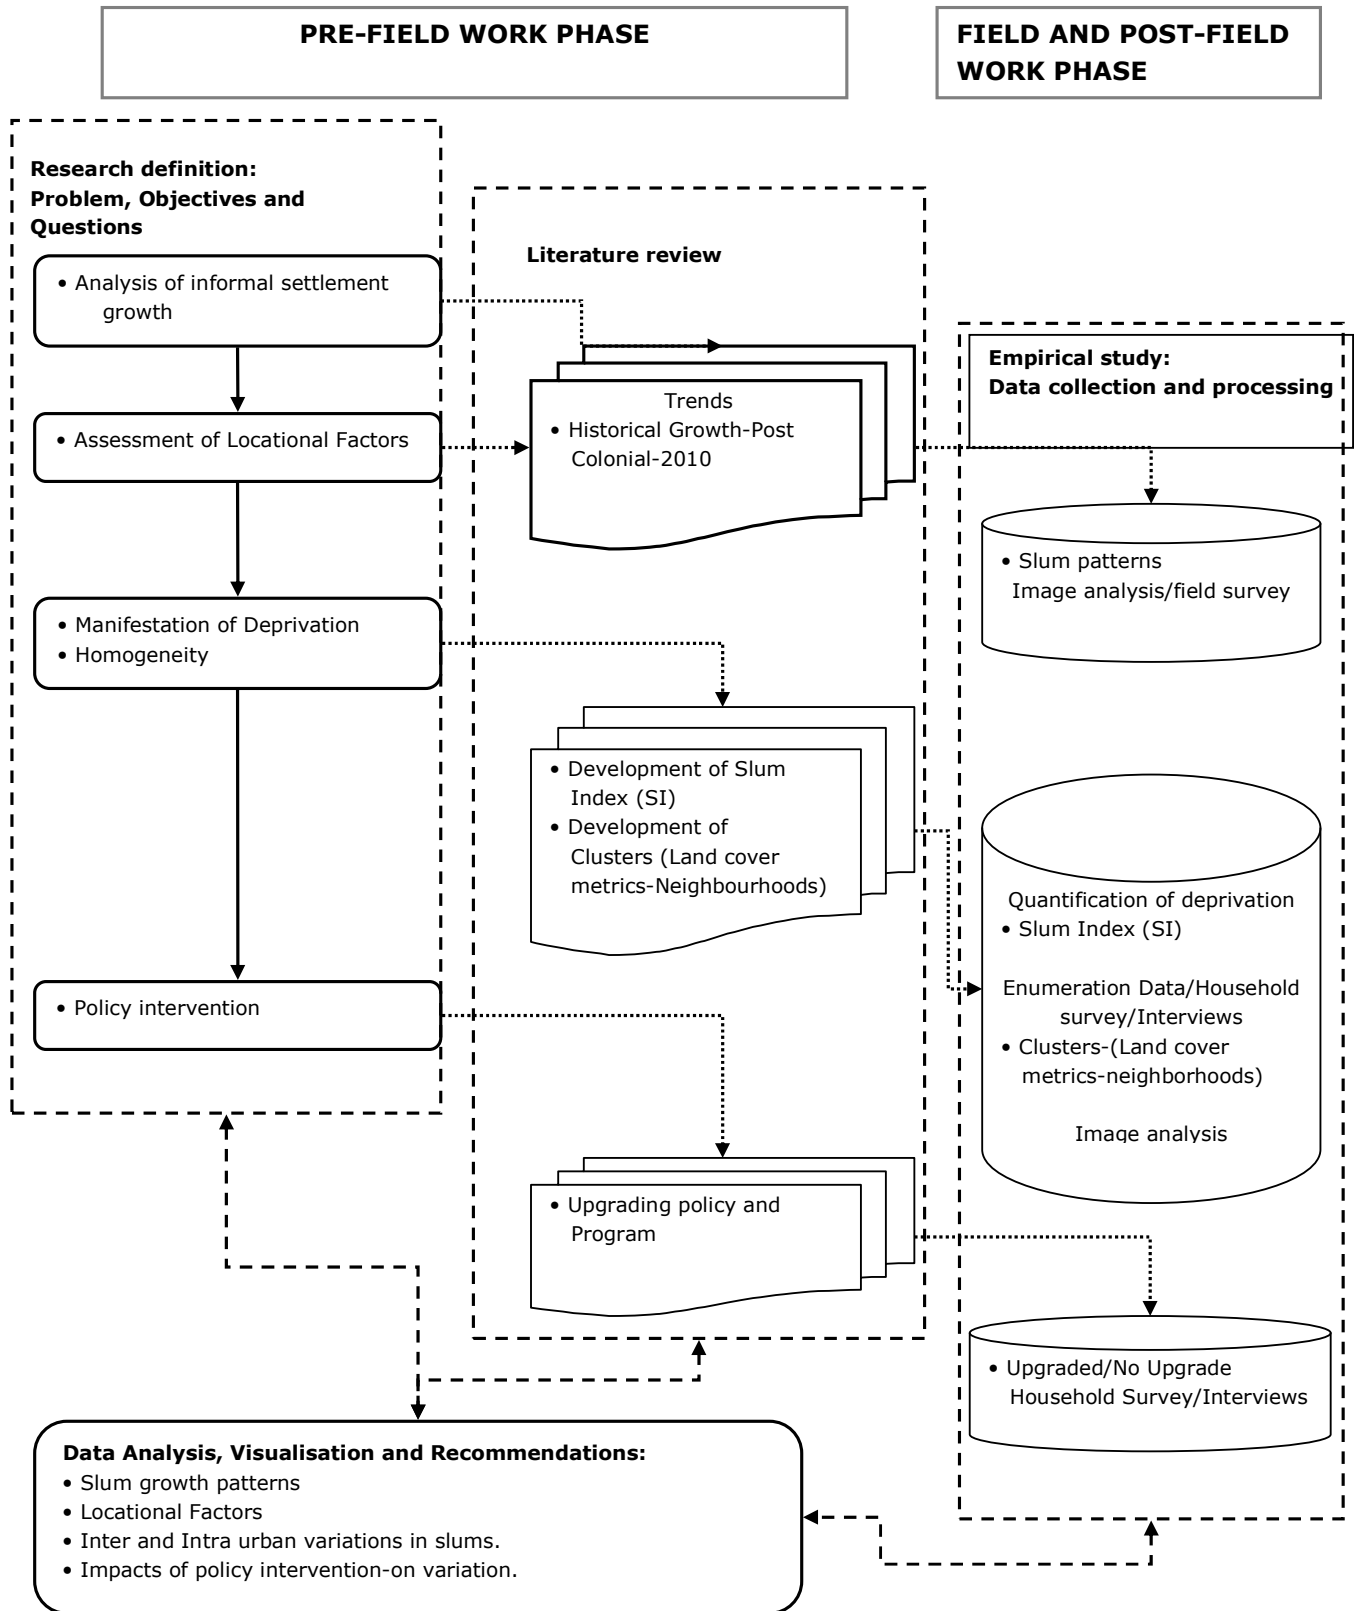 PRE-FIELD WORK PHASE
FIELD AND POST-FIELD
WORK PHASE
Research definition:
Problem, Objectives and
Questions
• Analysis of informal settlement
growth
• Assessment of Locational Factors
• Manifestation of Deprivation
• Homogeneity
• Policy intervention
Literature review
Trends
• Historical Growth-Post
Colonial-2010
• Development of Slum
Index (SI)
• Development of
Clusters (Land cover
metrics-Neighbourhoods)
• Upgrading policy and
Program
Empirical study:
Data collection and processing
• Slum patterns
Image analysis/field survey
Quantification of deprivation
• Slum Index (SI)
Enumeration Data/Household
survey/Interviews
• Clusters-(Land cover
metrics-neighborhoods)
Image analysis
• Upgraded/No Upgrade
Household Survey/Interviews
Data Analysis, Visualisation and Recommendations:
• Slum growth patterns
• Locational Factors
• Inter and Intra urban variations in slums.
• Impacts of policy intervention-on variation.